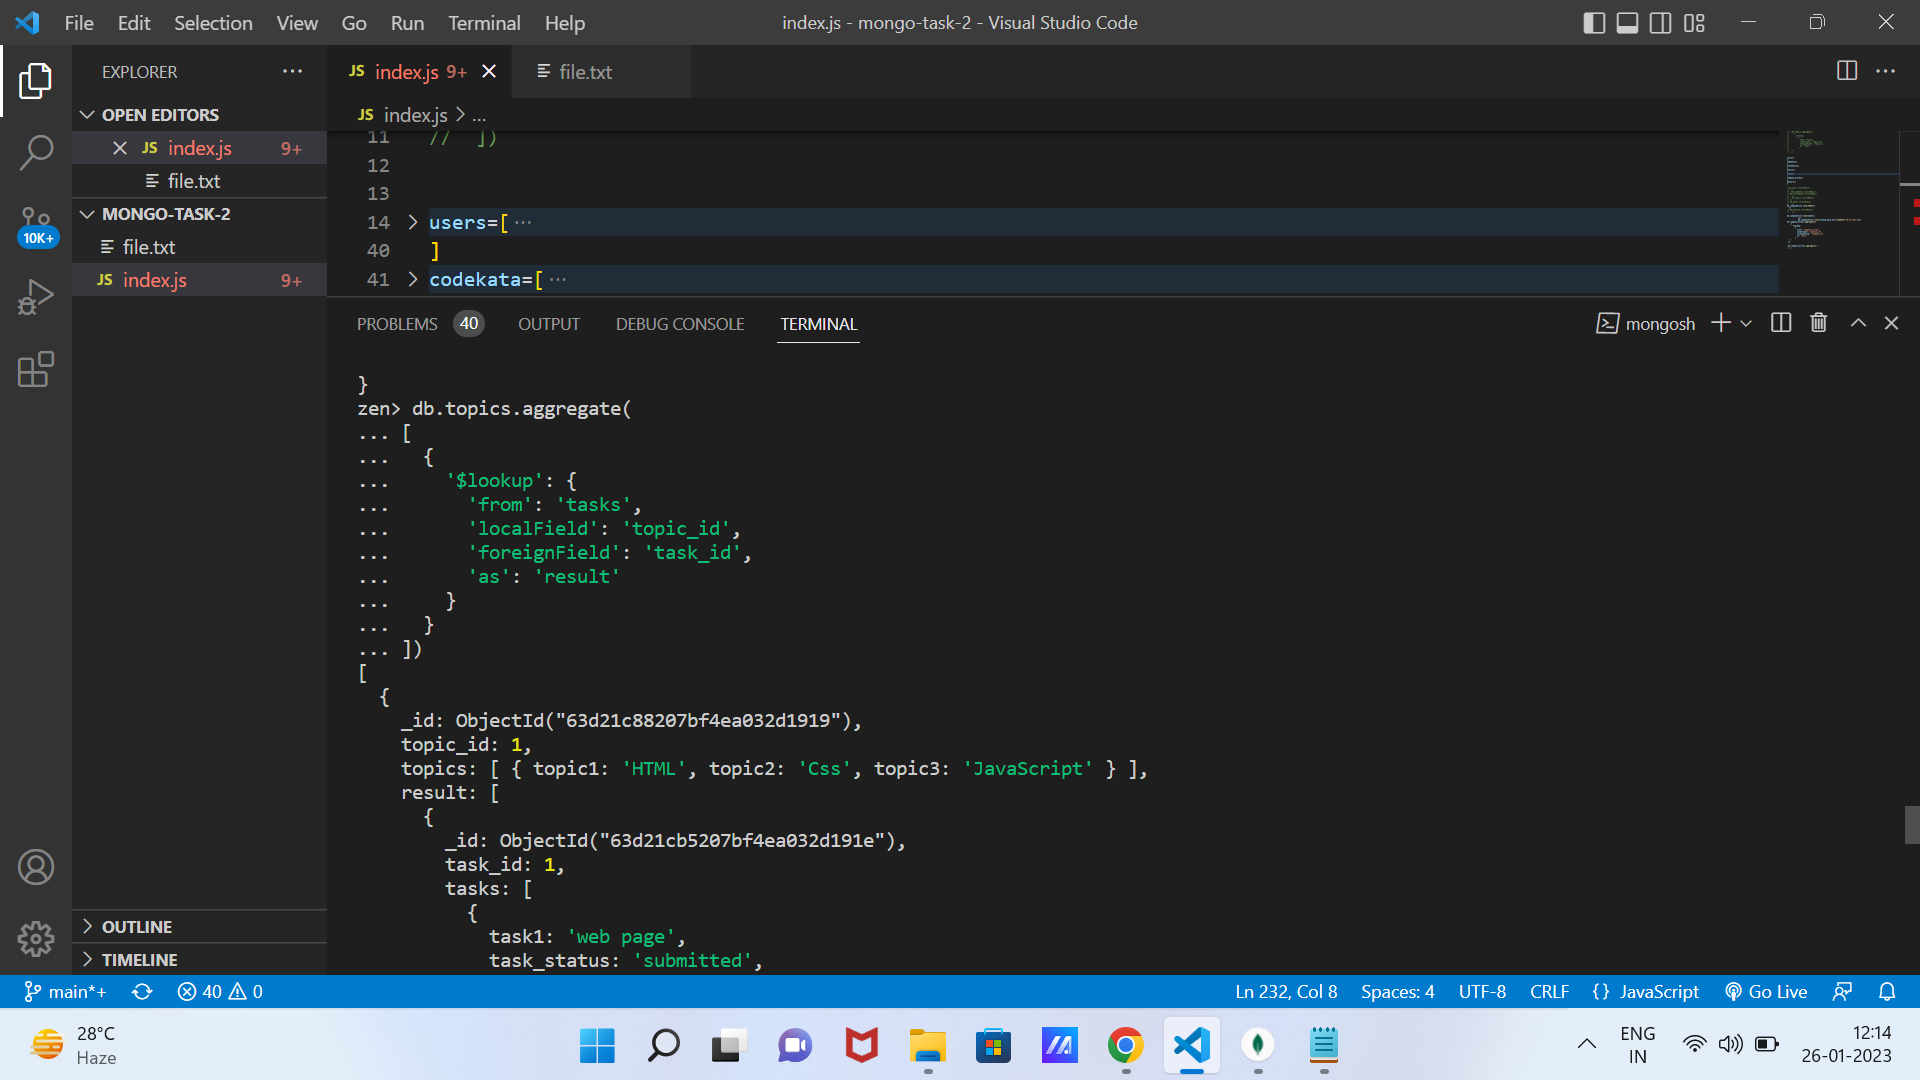 File Edit Selection View Go Run Terminal Help
index.js - mongo-task-2 - Visual Studio Code
EXPLORER
OPEN EDITORS
JS index.js 9+
file.txt
MONGO-TASK-2
file.txt
JS index.js 9+
10K+
OUTLINE
TIMELINE
JS index.js 9+
file.txt
JS index.js > ...
11 // ])
12
13
14 users=[ ...
40 ]
41 codekata=[ ...
PROBLEMS 40 OUTPUT DEBUG CONSOLE TERMINAL
mongosh
}
zen> db.topics.aggregate(
... [
...   {
...     '$lookup': {
...       'from': 'tasks',
...       'localField': 'topic_id',
...       'foreignField': 'task_id',
...       'as': 'result'
...     }
...   }
... ])
[
  {
    _id: ObjectId("63d21c88207bf4ea032d1919"),
    topic_id: 1,
    topics: [ { topic1: 'HTML', topic2: 'Css', topic3: 'JavaScript' } ],
    result: [
      {
        _id: ObjectId("63d21cb5207bf4ea032d191e"),
        task_id: 1,
        tasks: [
          {
            task1: 'web page',
            task_status: 'submitted',
main*+ 40 0
Ln 232, Col 8 Spaces: 4 UTF-8 CRLF {} JavaScript Go Live
28°C
Haze
ENG
IN
12:14
26-01-2023